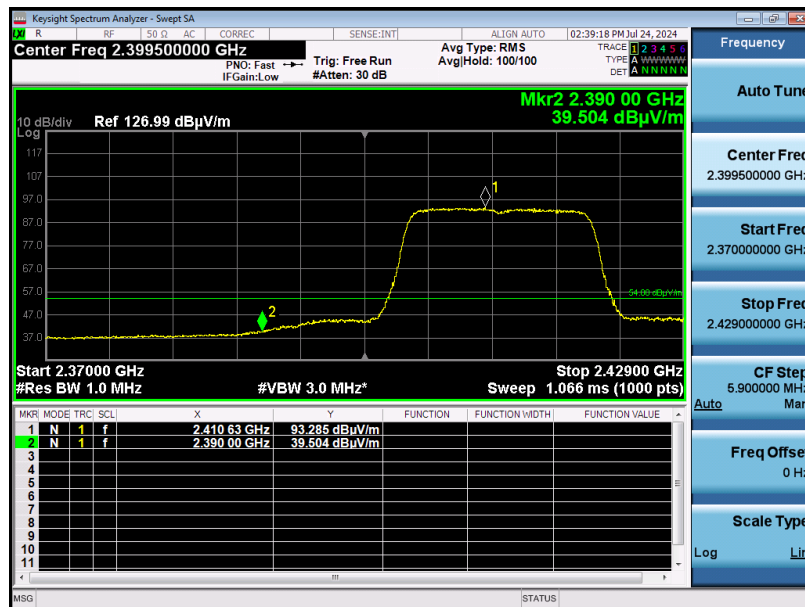 Keysight Spectrum Analyzer - Swept SA
LXI R RF 50 Ω AC CORREC SENSE:INT ALIGN AUTO 02:39:18 PM Jul 24, 2024
Center Freq 2.399500000 GHz
PNO: Fast
IFGain:Low
Trig: Free Run
#Atten: 30 dB
Avg Type: RMS
Avg|Hold: 100/100
TRACE 1 2 3 4 5 6
TYPE A WWWWW
DET A N N N N N
Mkr2 2.390 00 GHz
39.504 dBµV/m
10 dB/div Ref 126.99 dBµV/m
Log
117
107
97.0
87.0
77.0
67.0
57.0
47.0
37.0
1
54.00 dBµV/m
2
Start 2.37000 GHz Stop 2.42900 GHz
#Res BW 1.0 MHz #VBW 3.0 MHz* Sweep 1.066 ms (1000 pts)
MKR MODE TRC SCL X Y FUNCTION FUNCTION WIDTH FUNCTION VALUE
1 N 1 f 2.410 63 GHz 93.285 dBµV/m
2 N 1 f 2.390 00 GHz 39.504 dBµV/m
3
4
5
6
7
8
9
10
11
MSG STATUS
Frequency
Auto Tune
Center Freq
2.399500000 GHz
Start Freq
2.370000000 GHz
Stop Freq
2.429000000 GHz
CF Step
5.900000 MHz
Auto Man
Freq Offset
0 Hz
Scale Type
Log Lin